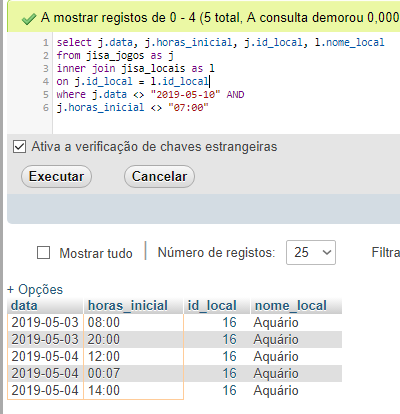 A mostrar registos de 0 - 4 (5 total, A consulta demorou 0,000
1 select j.data, j.horas_inicial, j.id_local, l.nome_local
2 from jisa_jogos as j
3 inner join jisa_locais as l
4 on j.id_local = l.id_local
5 where j.data <> "2019-05-10" AND
6 j.horas_inicial <> "07:00"
Ativa a verificação de chaves estrangeiras
Executar Cancelar
Mostrar tudo Número de registos: 25 Filtra
+ Opções
data horas_inicial id_local nome_local
2019-05-03 08:00 16 Aquário
2019-05-03 20:00 16 Aquário
2019-05-04 12:00 16 Aquário
2019-05-04 00:07 16 Aquário
2019-05-04 14:00 16 Aquário